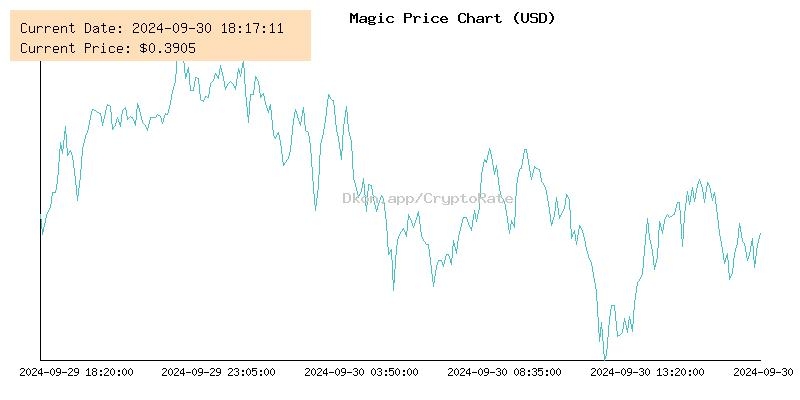 Magic Price Chart (USD)
Current Date: 2024-09-30 18:17:11
Current Price: $0.3905
Dkon.app/CryptoRate
2024-09-29 18:20:00 2024-09-29 23:05:00 2024-09-30 03:50:00 2024-09-30 08:35:00 2024-09-30 13:20:00 2024-09-30